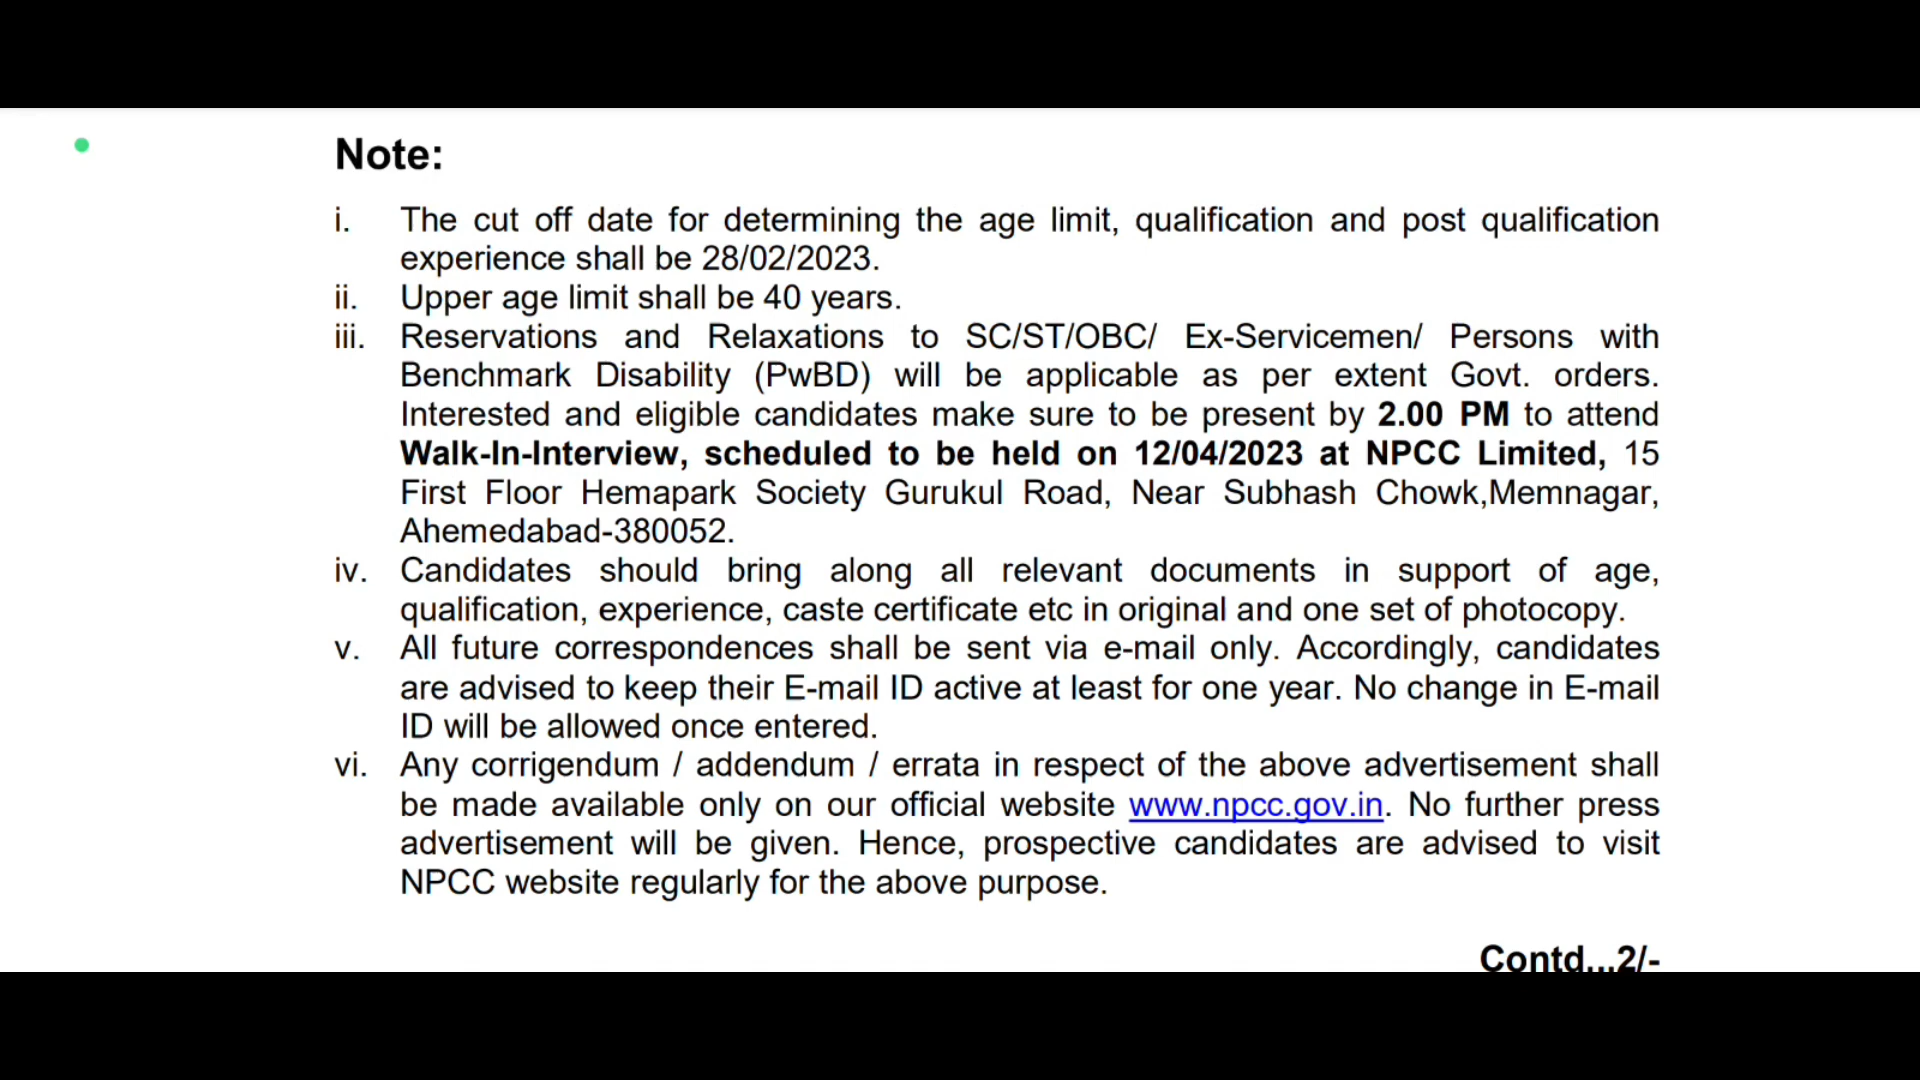 Note:
i. The cut off date for determining the age limit, qualification and post qualification
experience shall be 28/02/2023.
ii. Upper age limit shall be 40 years.
iii. Reservations and Relaxations to SC/ST/OBC/ Ex-Servicemen/ Persons with
Benchmark Disability (PwBD) will be applicable as per extent Govt. orders.
Interested and eligible candidates make sure to be present by 2.00 PM to attend
Walk-In-Interview, scheduled to be held on 12/04/2023 at NPCC Limited, 15
First Floor Hemapark Society Gurukul Road, Near Subhash Chowk,Memnagar,
Ahemedabad-380052.
iv. Candidates should bring along all relevant documents in support of age,
qualification, experience, caste certificate etc in original and one set of photocopy.
v. All future correspondences shall be sent via e-mail only. Accordingly, candidates
are advised to keep their E-mail ID active at least for one year. No change in E-mail
ID will be allowed once entered.
vi. Any corrigendum / addendum / errata in respect of the above advertisement shall
be made available only on our official website www.npcc.gov.in. No further press
advertisement will be given. Hence, prospective candidates are advised to visit
NPCC website regularly for the above purpose.
Contd...2/-